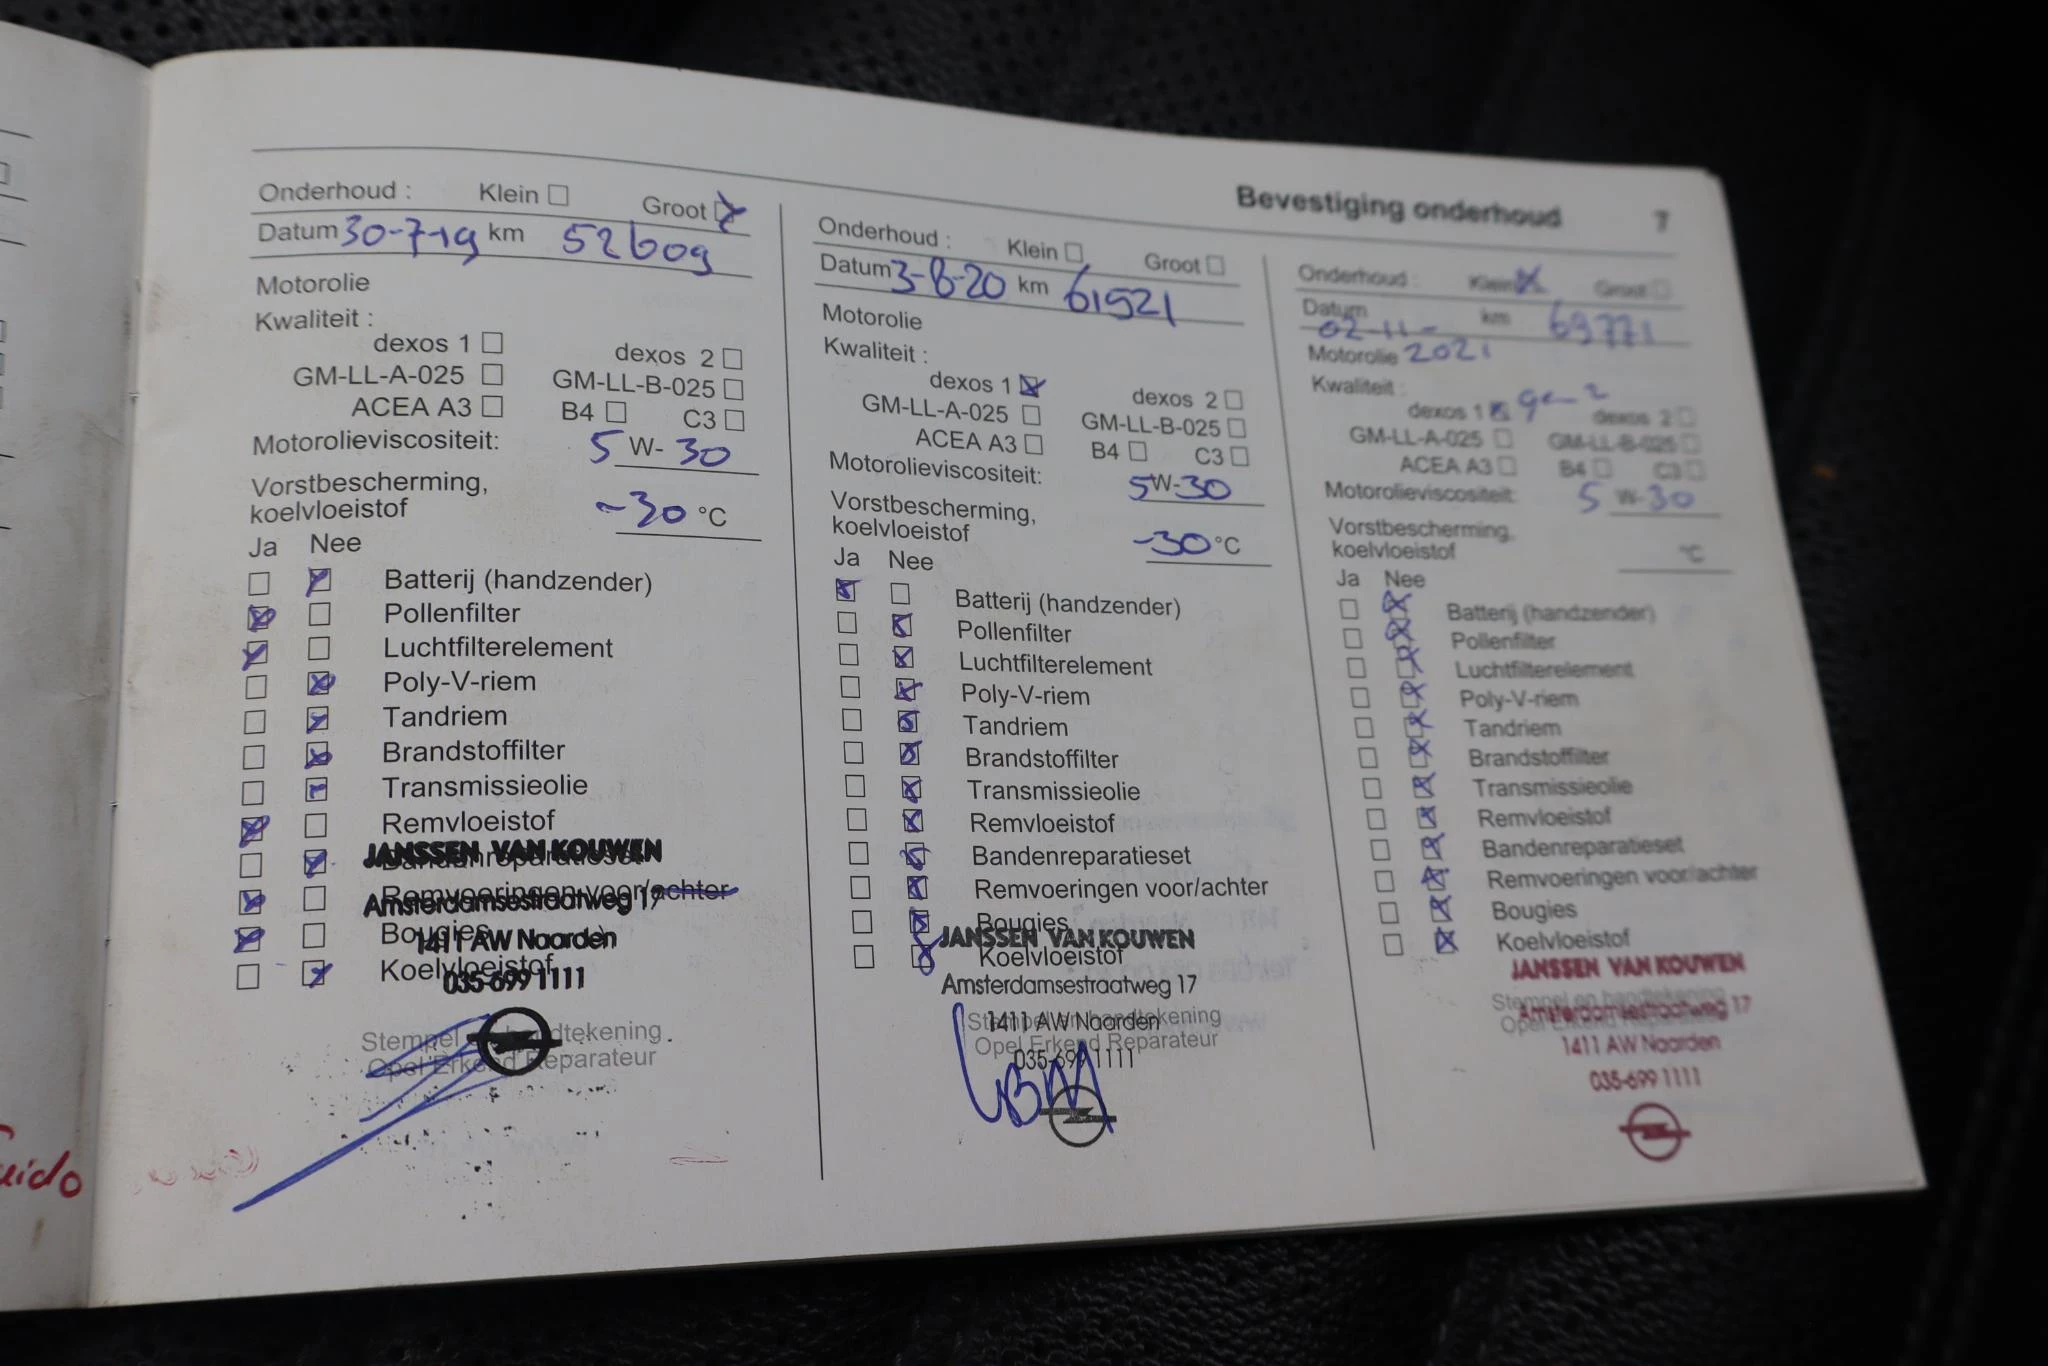 Bevestiging onderhoud 7
Onderhoud : Klein Groot
Datum 30-7-19 km 52609
Motorolie
Kwaliteit :
dexos 1 dexos 2
GM-LL-A-025 GM-LL-B-025
ACEA A3 B4 C3
Motorolieviscositeit: 5 W- 30
Vorstbescherming,
koelvloeistof -30 °C
Ja Nee
Batterij (handzender)
Pollenfilter
Luchtfilterelement
Poly-V-riem
Tandriem
Brandstoffilter
Transmissieolie
Remvloeistof
Bandenreparatieset
JANSSEN VAN KOUWEN
Remvoeringen voor/achter
Amsterdamsestraatweg 17
Bougies
1411 AW Naarden
Koelvloeistof
035-699 1111
Stempel en handtekening
Opel Erkend Reparateur
Onderhoud : Klein Groot
Datum 3-8-20 km 61521
Motorolie
Kwaliteit :
dexos 1 dexos 2
GM-LL-A-025 GM-LL-B-025
ACEA A3 B4 C3
Motorolieviscositeit: 5W-30
Vorstbescherming,
koelvloeistof -30 °C
Ja Nee
Batterij (handzender)
Pollenfilter
Luchtfilterelement
Poly-V-riem
Tandriem
Brandstoffilter
Transmissieolie
Remvloeistof
Bandenreparatieset
Remvoeringen voor/achter
Bougies
JANSSEN VAN KOUWEN
Koelvloeistof
Amsterdamsestraatweg 17
Stempel en handtekening
1411 AW Naarden
Opel Erkend Reparateur
035-699 1111
Onderhoud : Klein Groot
Datum 02-11- km 69771
Motorolie 2021
Kwaliteit : gen 2
dexos 1 dexos 2
GM-LL-A-025 GM-LL-B-025
ACEA A3 B4 C3
Motorolieviscositeit: 5 W-30
Vorstbescherming,
koelvloeistof °C
Ja Nee
Batterij (handzender)
Pollenfilter
Luchtfilterelement
Poly-V-riem
Tandriem
Brandstoffilter
Transmissieolie
Remvloeistof
Bandenreparatieset
Remvoeringen voor/achter
Bougies
Koelvloeistof
JANSSEN VAN KOUWEN
Stempel en handtekening
Amsterdamsestraatweg 17
Opel Erkend Reparateur
1411 AW Naarden
035-699 1111